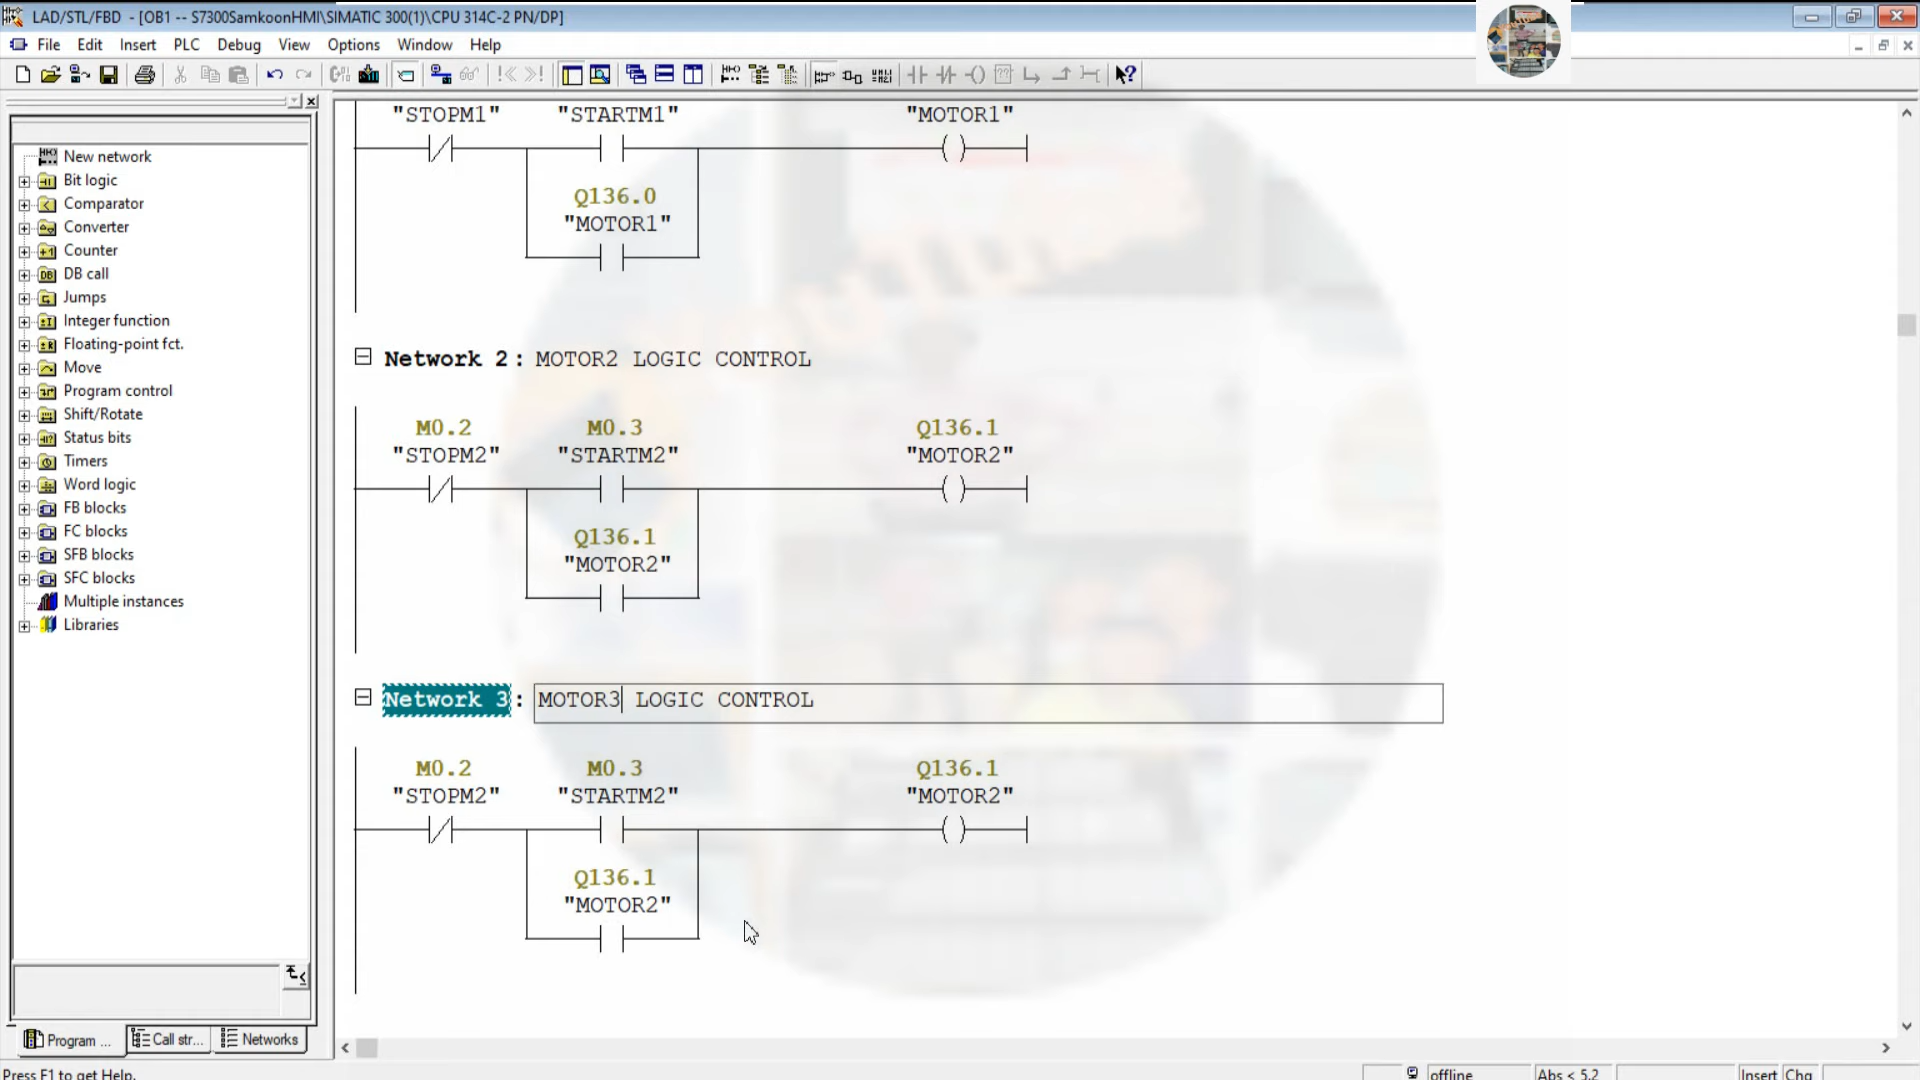 LAD/STL/FBD - [OB1 -- S7300SamkoonHMI\SIMATIC 300(1)\CPU 314C-2 PN/DP]
File Edit Insert PLC Debug View Options Window Help
New network
Bit logic
Comparator
Converter
Counter
DB call
Jumps
Integer function
Floating-point fct.
Move
Program control
Shift/Rotate
Status bits
Timers
Word logic
FB blocks
FC blocks
SFB blocks
SFC blocks
Multiple instances
Libraries
Program ... Call str... Networks
"STOPM1" "STARTM1" "MOTOR1"
Q136.0
"MOTOR1"
Network 2: MOTOR2 LOGIC CONTROL
M0.2 M0.3 Q136.1
"STOPM2" "STARTM2" "MOTOR2"
Q136.1
"MOTOR2"
Network 3: MOTOR3 LOGIC CONTROL
M0.2 M0.3 Q136.1
"STOPM2" "STARTM2" "MOTOR2"
Q136.1
"MOTOR2"
Press F1 to get Help. offline Abs < 5.2 Insert Chg